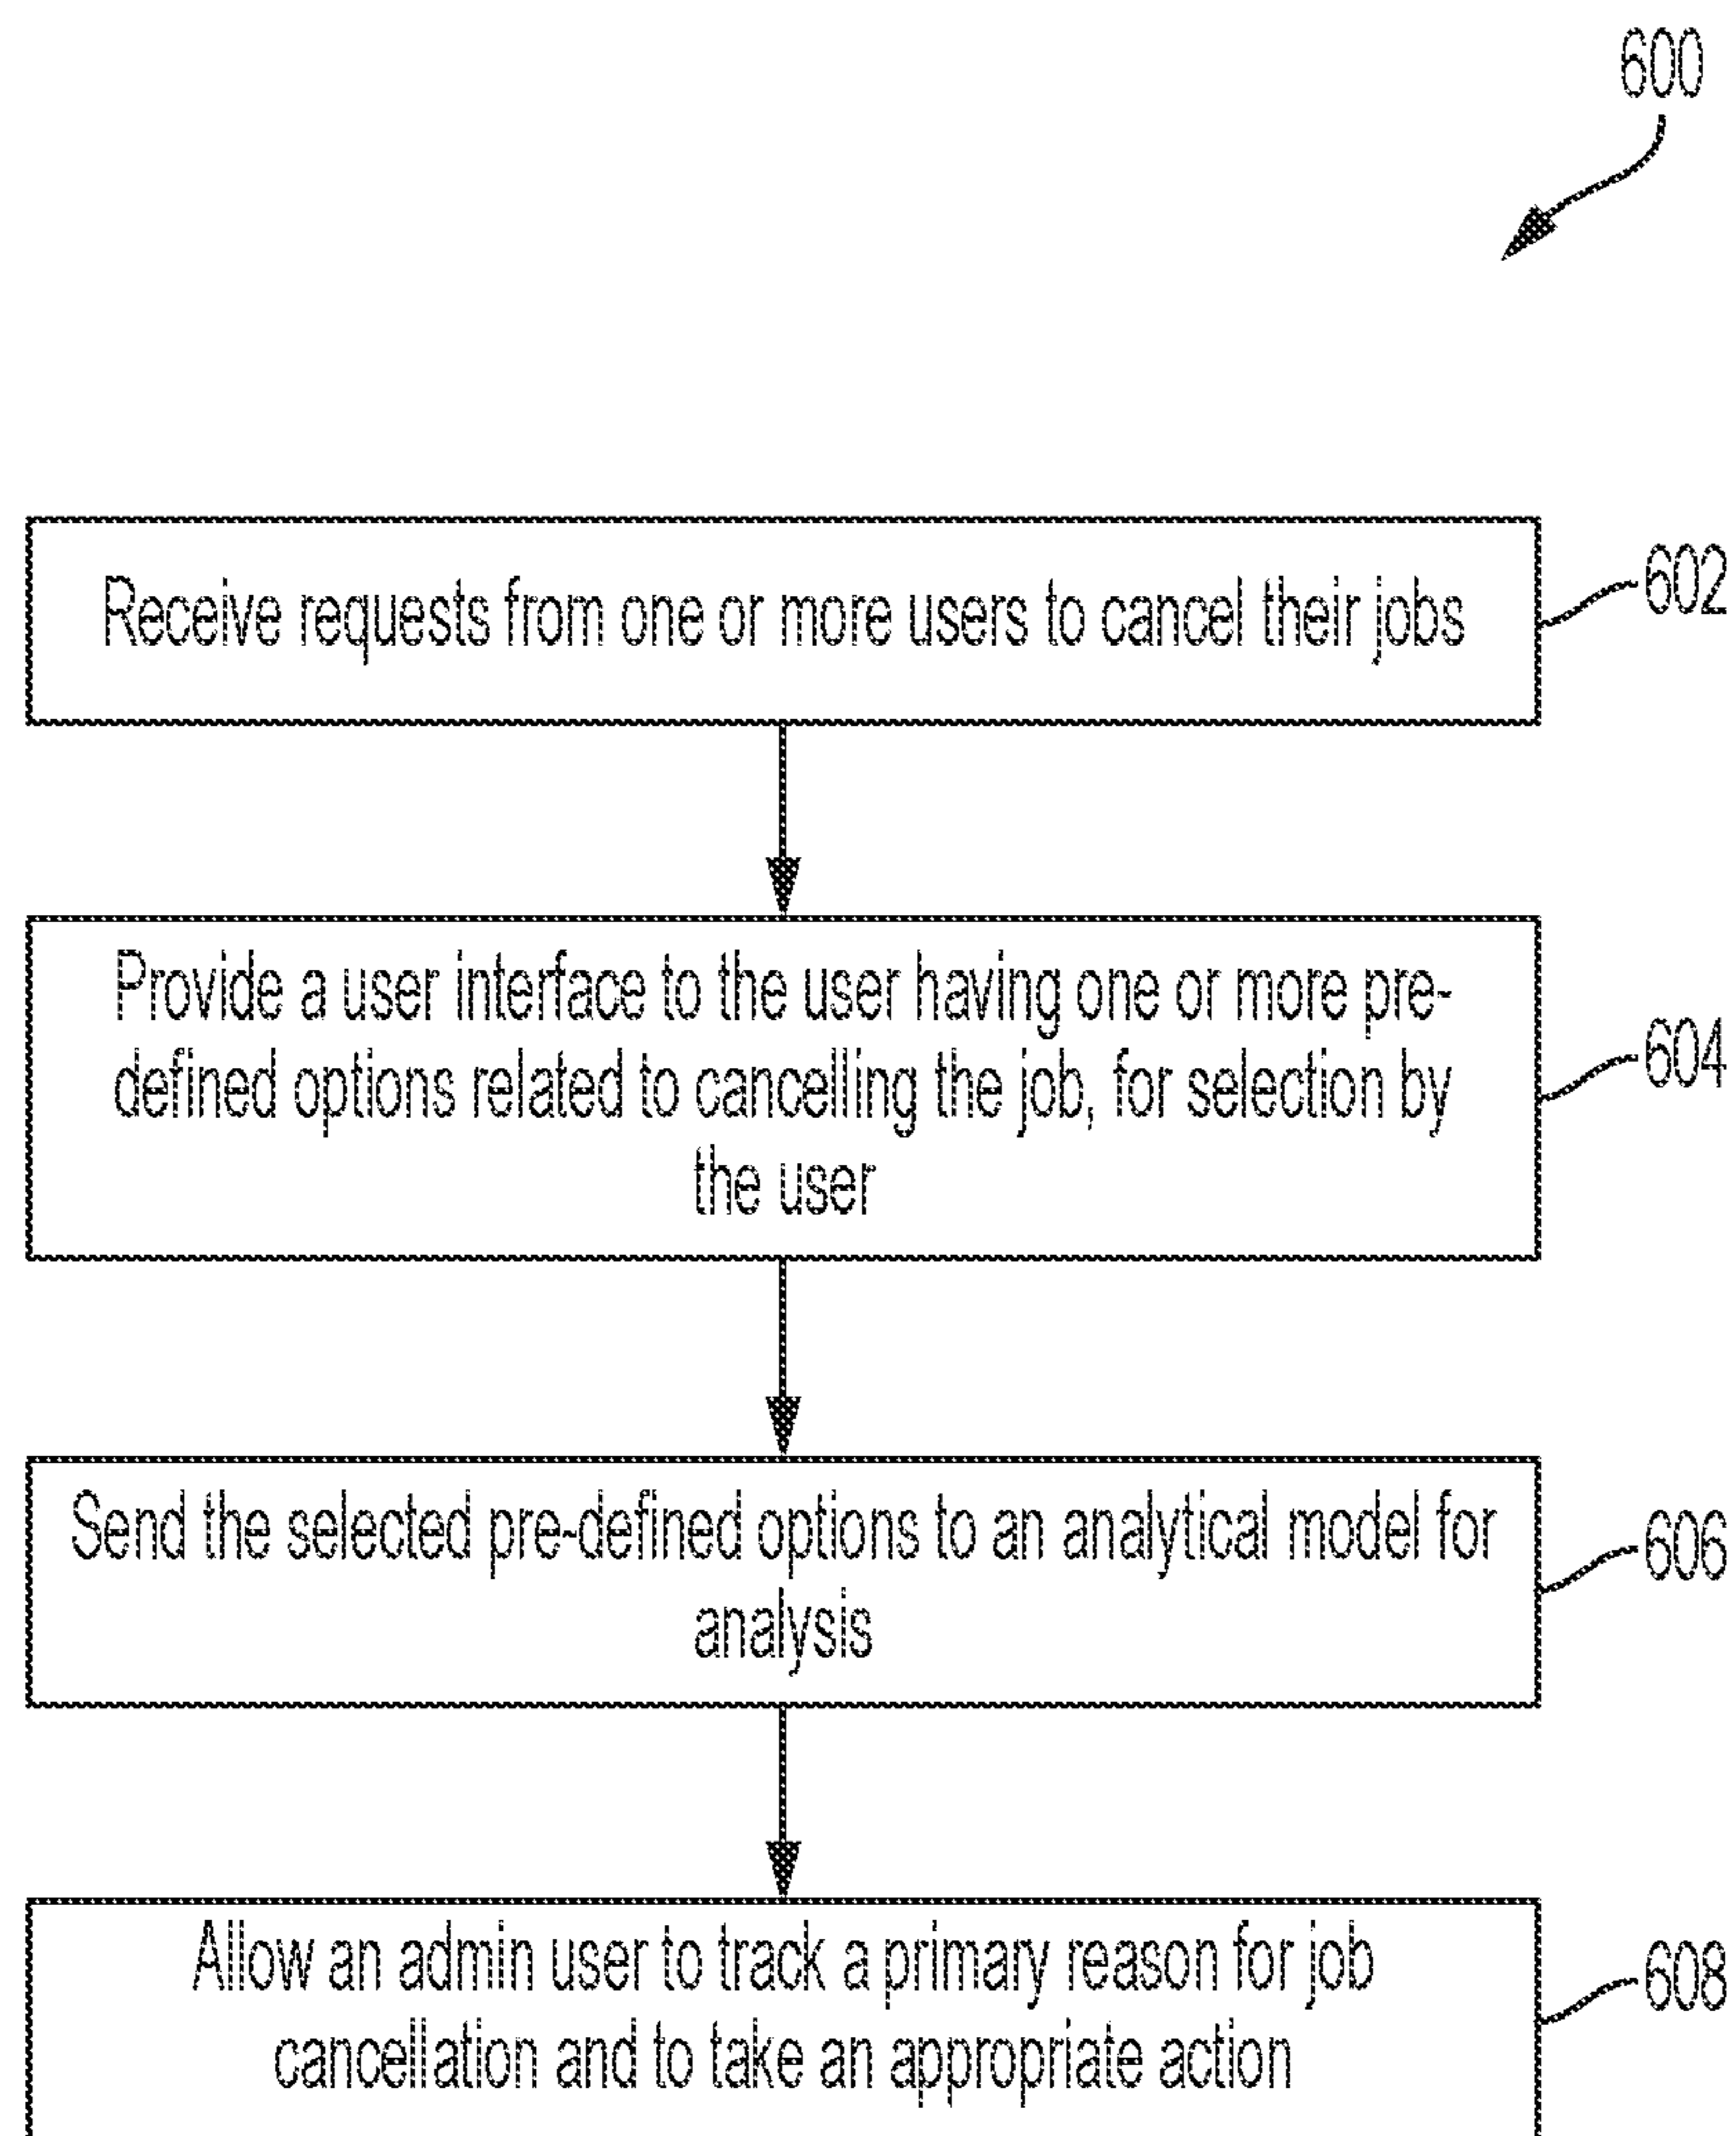 600
Receive requests from one or more users to cancel their jobs
602
Provide a user interface to the user having one or more pre-
defined options related to cancelling the job, for selection by
the user
604
Send the selected pre-defined options to an analytical model for
analysis
606
Allow an admin user to track a primary reason for job
cancellation and to take an appropriate action
608